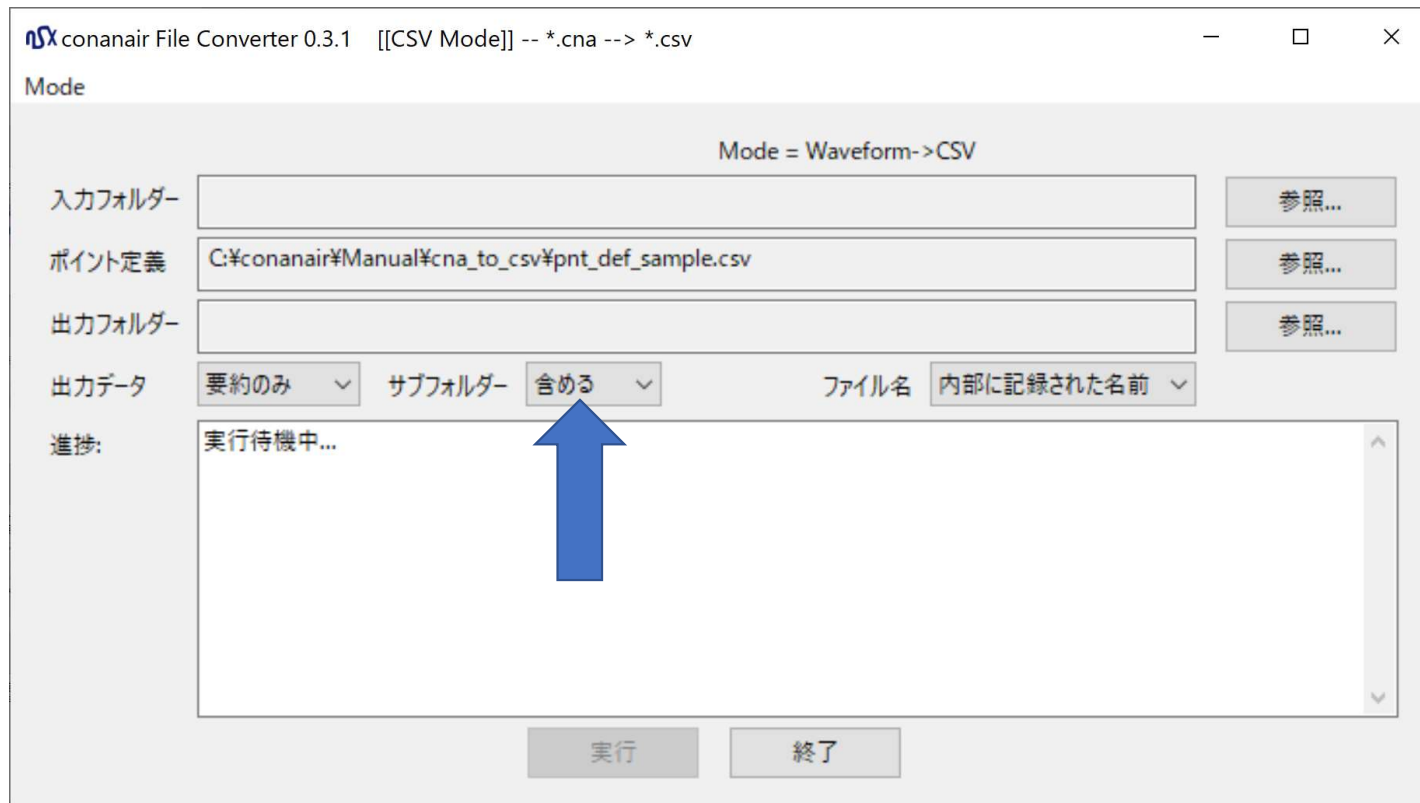 NSX conanair File Converter 0.3.1 [[CSV Mode]] -- *.cna --> *.csv
Mode
Mode = Waveform->CSV
入力フォルダー 参照...
ポイント定義 C:¥conanair¥Manual¥cna_to_csv¥pnt_def_sample.csv 参照...
出力フォルダー 参照...
出力データ 要約のみ サブフォルダー 含める ファイル名 内部に記録された名前
進捗: 実行待機中...
実行 終了